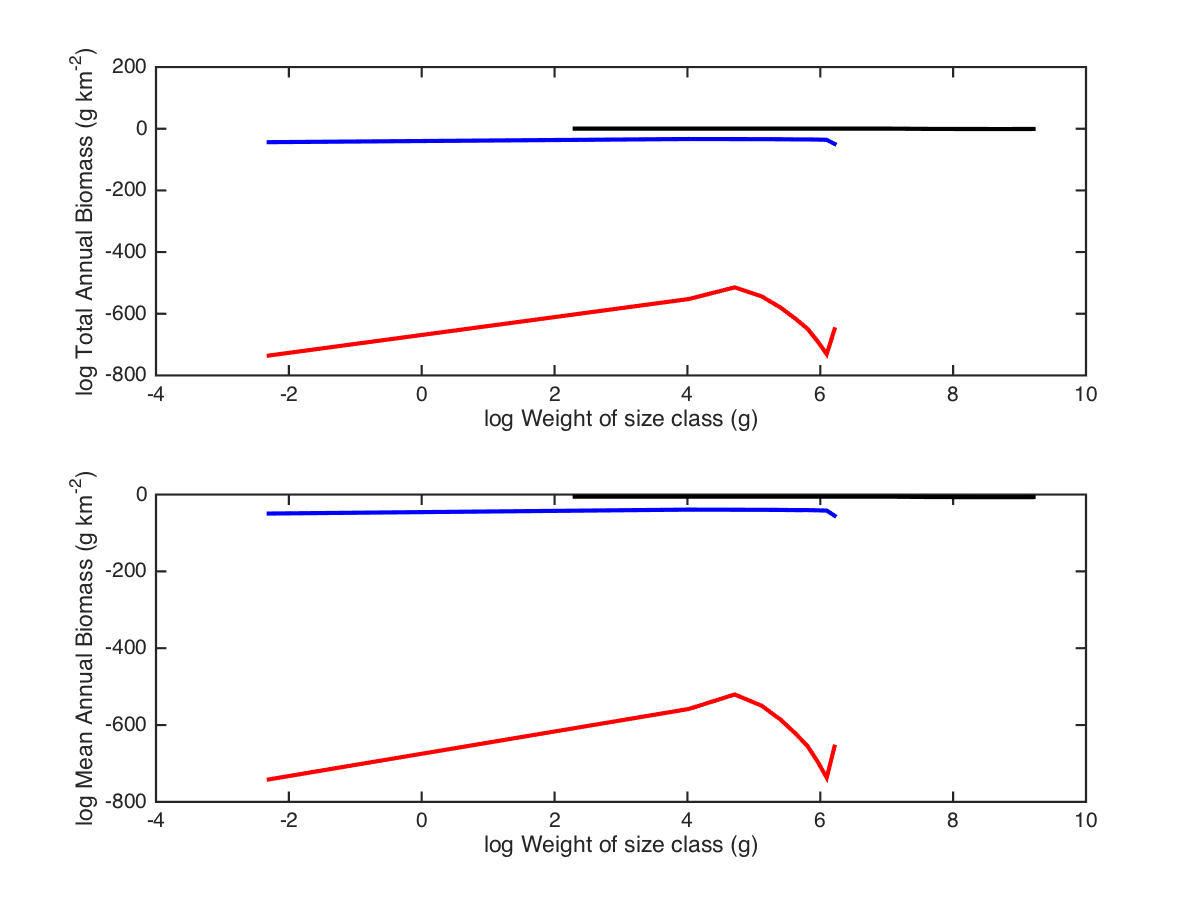 log Total Annual Biomass (g km-2)
200
0
-200
-400
-600
-800
-4 -2 0 2 4 6 8 10
log Weight of size class (g)
log Mean Annual Biomass (g km-2)
0
-200
-400
-600
-800
-4 -2 0 2 4 6 8 10
log Weight of size class (g)